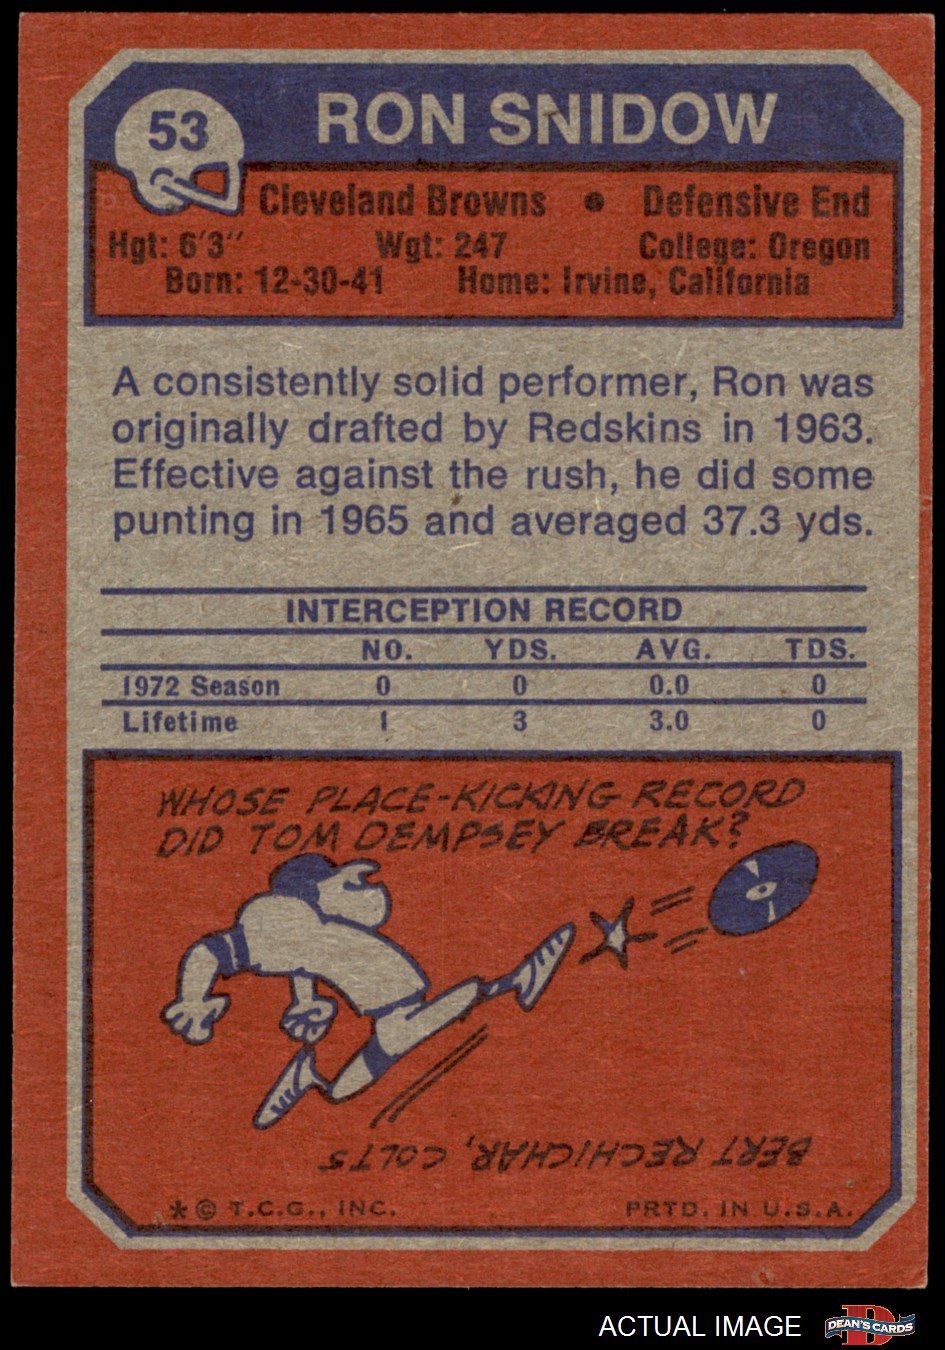 53
RON SNIDOW
Cleveland Browns • Defensive End
Hgt: 6'3" Wgt: 247 College: Oregon
Born: 12-30-41 Home: Irvine, California
A consistently solid performer, Ron was
originally drafted by Redskins in 1963.
Effective against the rush, he did some
punting in 1965 and averaged 37.3 yds.
INTERCEPTION RECORD
NO. YDS. AVG. TDS.
1972 Season 0 0 0.0 0
Lifetime 1 3 3.0 0
WHOSE PLACE-KICKING RECORD
DID TOM DEMPSEY BREAK?
BERT RECHICHAR, COLTS
* © T.C.G., INC. PRTD. IN U.S.A.
ACTUAL IMAGE
D
DEAN'S CARDS